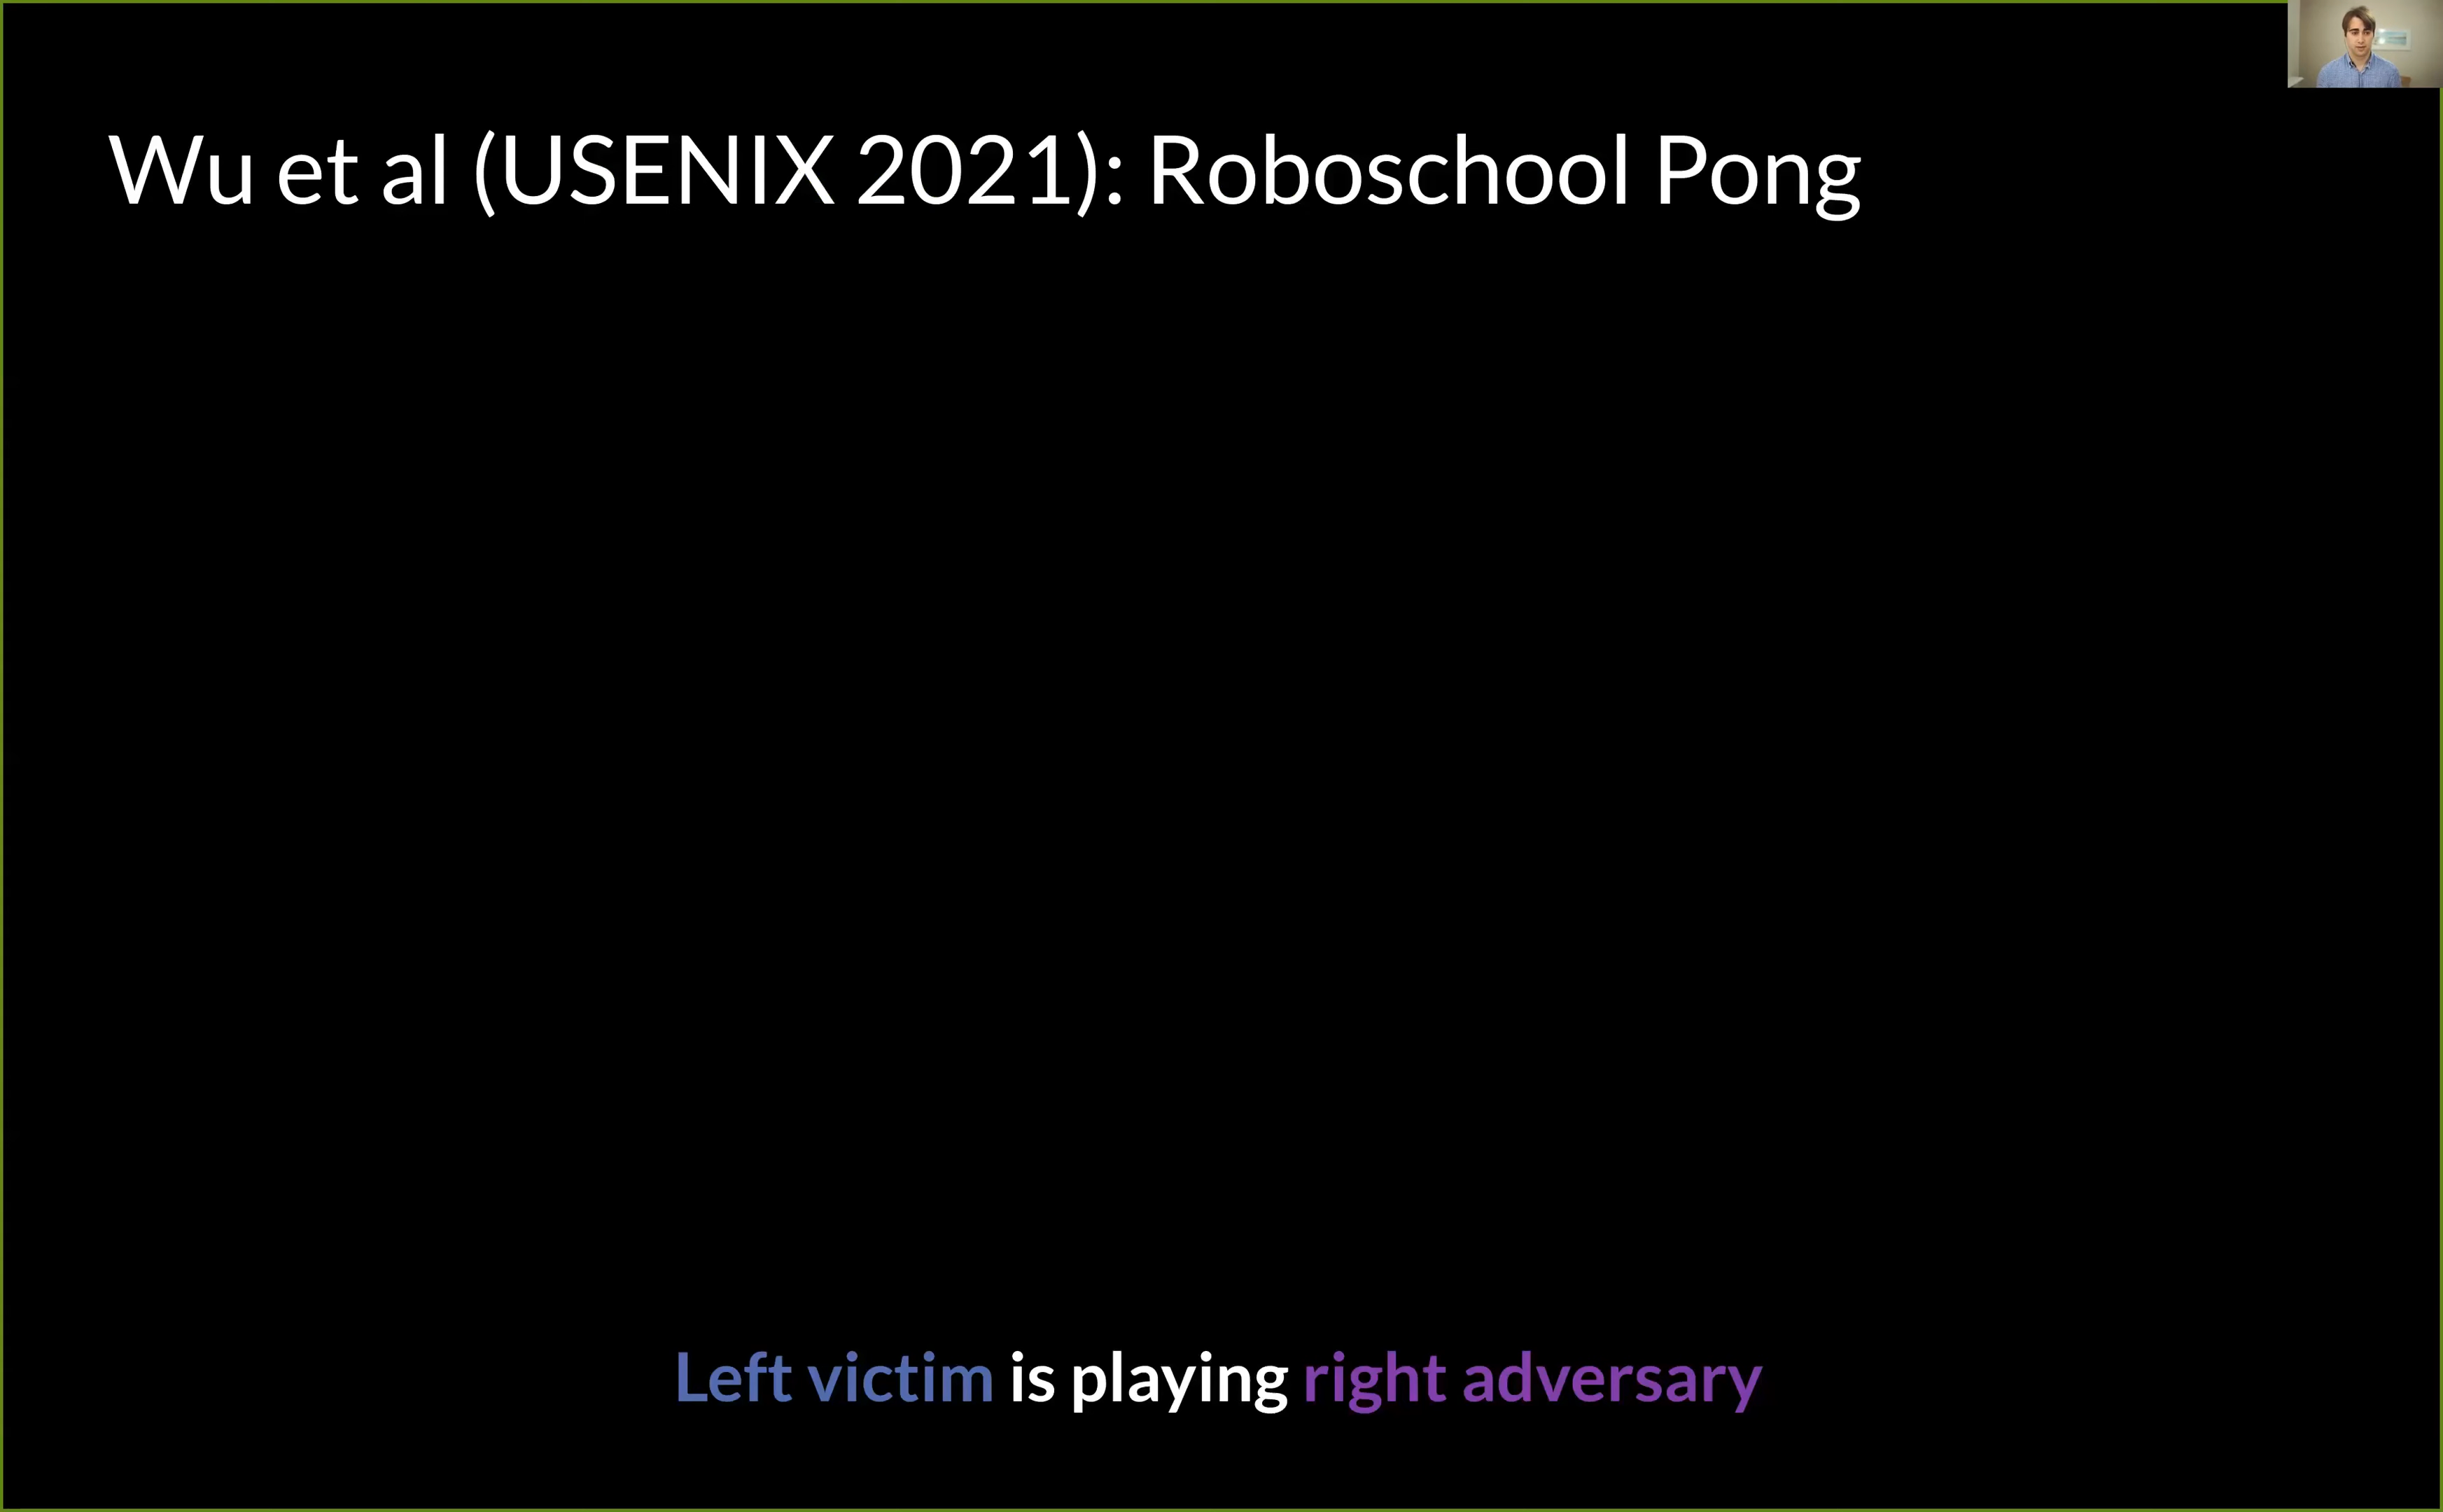 Wu et al (USENIX 2021): Roboschool Pong
Left victim is playing right adversary